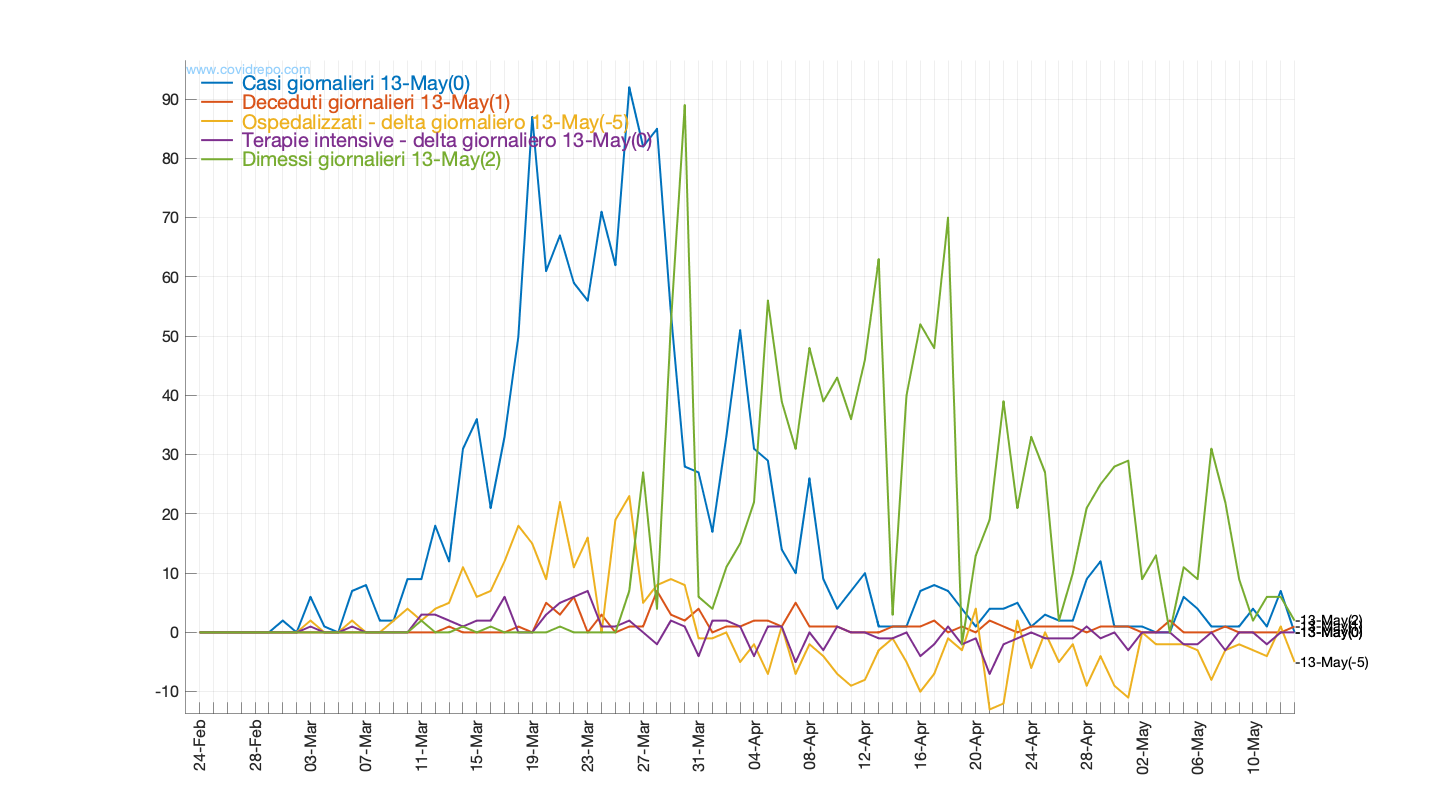 www.covidrepo.com
Casi giornalieri 13-May(0)
Deceduti giornalieri 13-May(1)
Ospedalizzati - delta giornaliero 13-May(-5)
Terapie intensive - delta giornaliero 13-May(0)
Dimessi giornalieri 13-May(2)
90
80
70
60
50
40
30
20
10
0
-10
-13-May(2)
-13-May(0)
-13-May(-5)
24-Feb
28-Feb
03-Mar
07-Mar
11-Mar
15-Mar
19-Mar
23-Mar
27-Mar
31-Mar
04-Apr
08-Apr
12-Apr
16-Apr
20-Apr
24-Apr
28-Apr
02-May
06-May
10-May